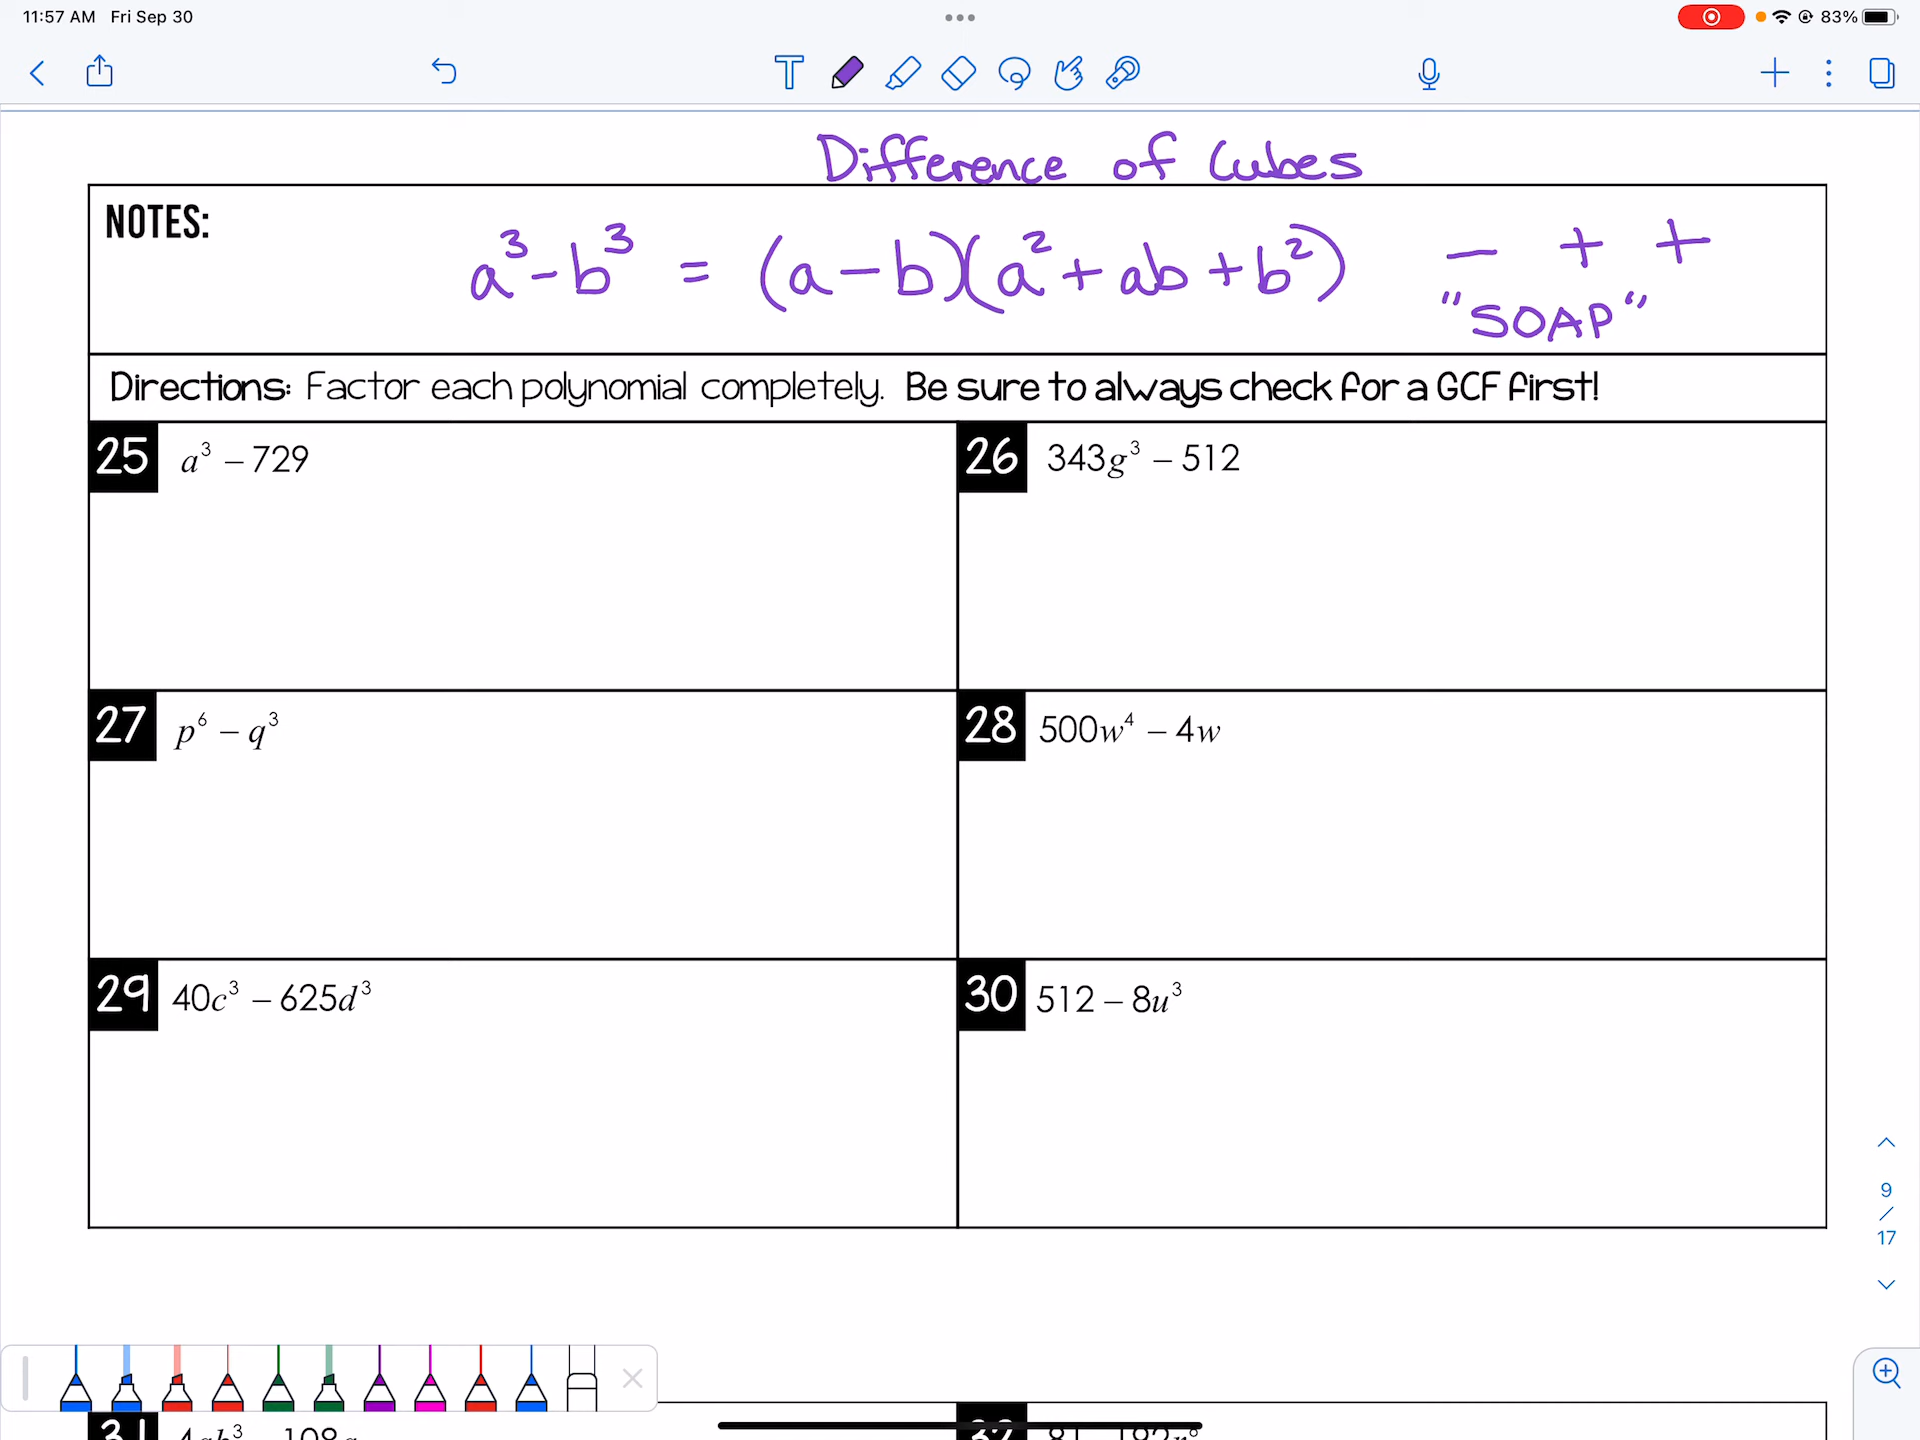 11:57 AM Fri Sep 30
83%
Difference of Cubes
NOTES:
a³-b³ = (a-b)(a²+ab+b²) - + +
"SOAP"
Directions: Factor each polynomial completely. Be sure to always check for a GCF first!
25 a³ – 729
26 343g³ – 512
27 p⁶ – q³
28 500w⁴ – 4w
29 40c³ – 625d³
30 512 – 8u³
9
/
17
31